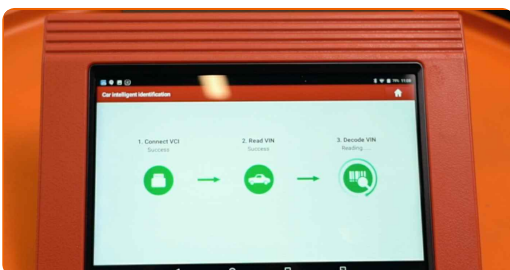 Car Intelligent Identification
1. Connect VCI
Success
2. Read VIN
Success
3. Decode VIN
Reading....